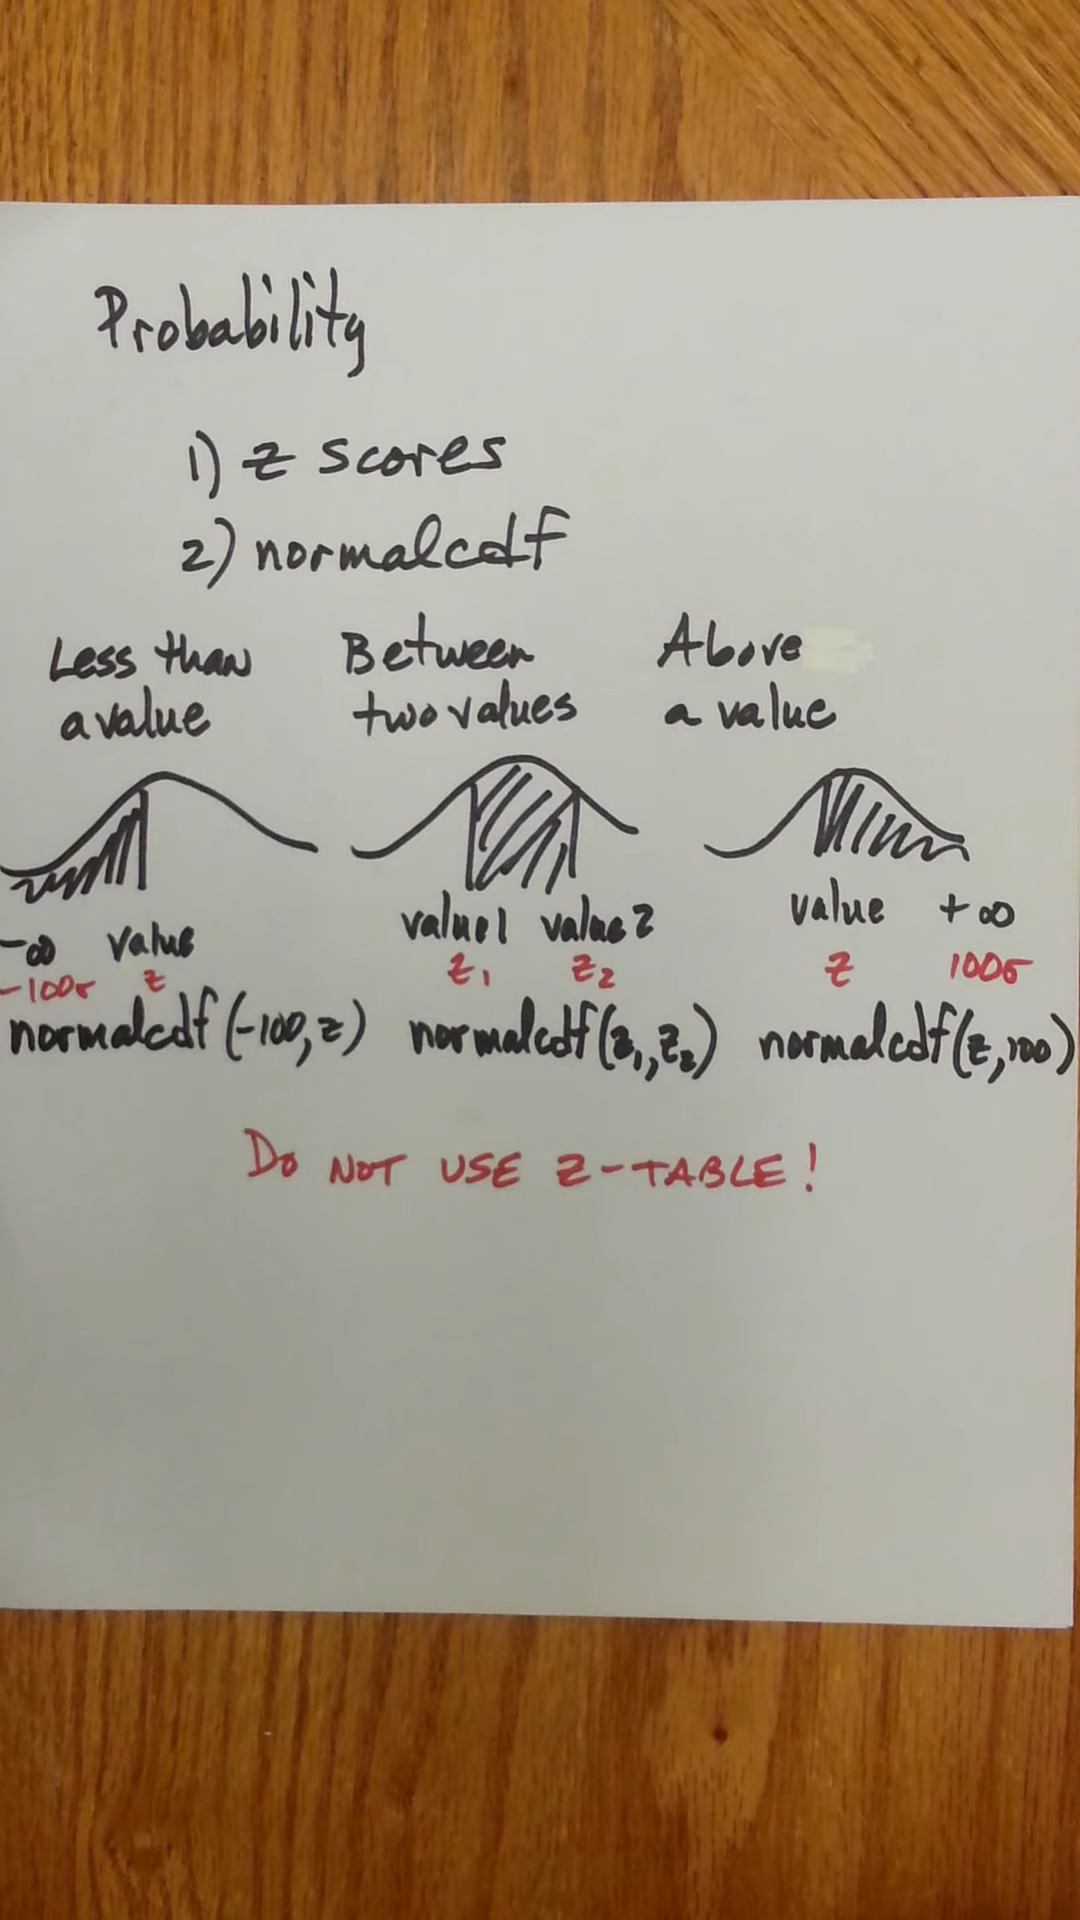 Probability
1) z scores
2) normalcdf
Less than
a value
-∞ value
-100σ z
normalcdf(-100,z)
Between
two values
value1 value2
z₁ z₂
normalcdf(z₁,z₂)
Above
a value
value +∞
z 100σ
normalcdf(z,100)
DO NOT USE Z-TABLE!